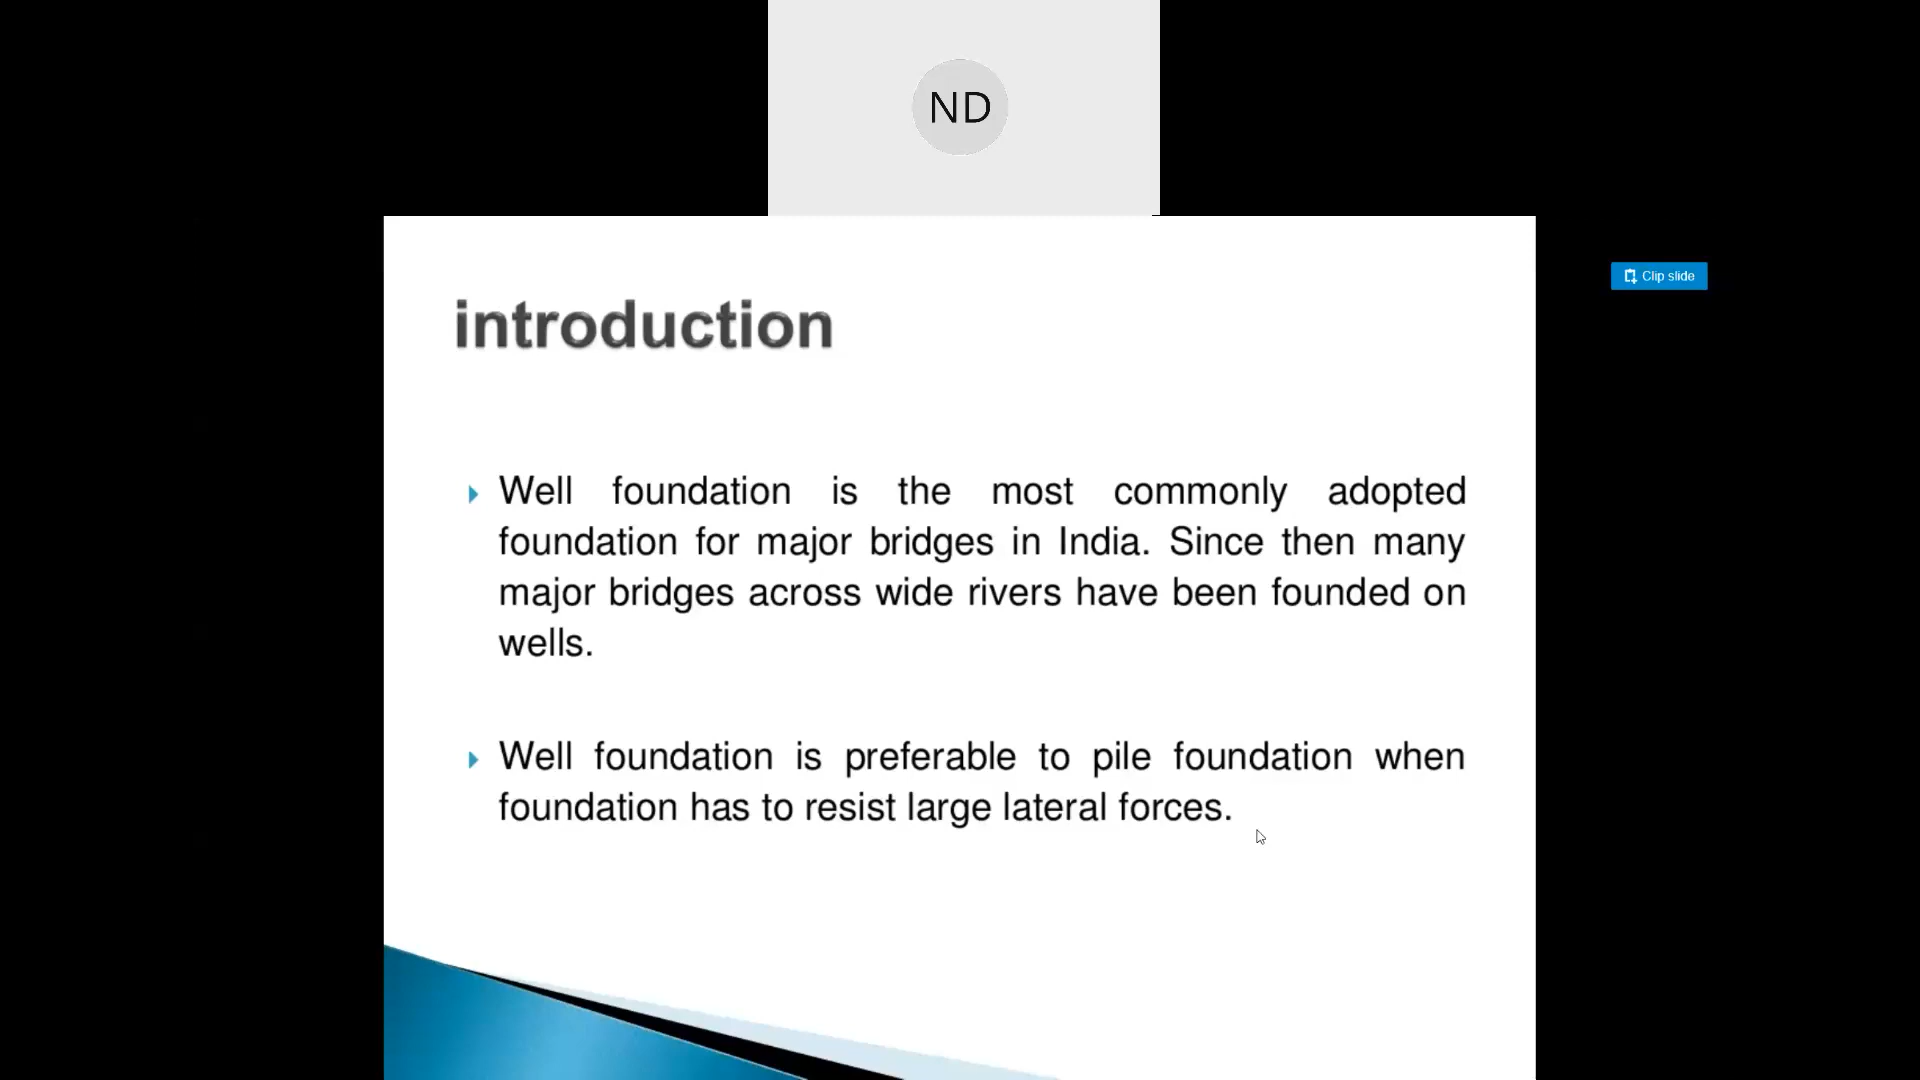 ND
Clip slide
introduction
Well foundation is the most commonly adopted
foundation for major bridges in India. Since then many
major bridges across wide rivers have been founded on
wells.
Well foundation is preferable to pile foundation when
foundation has to resist large lateral forces.